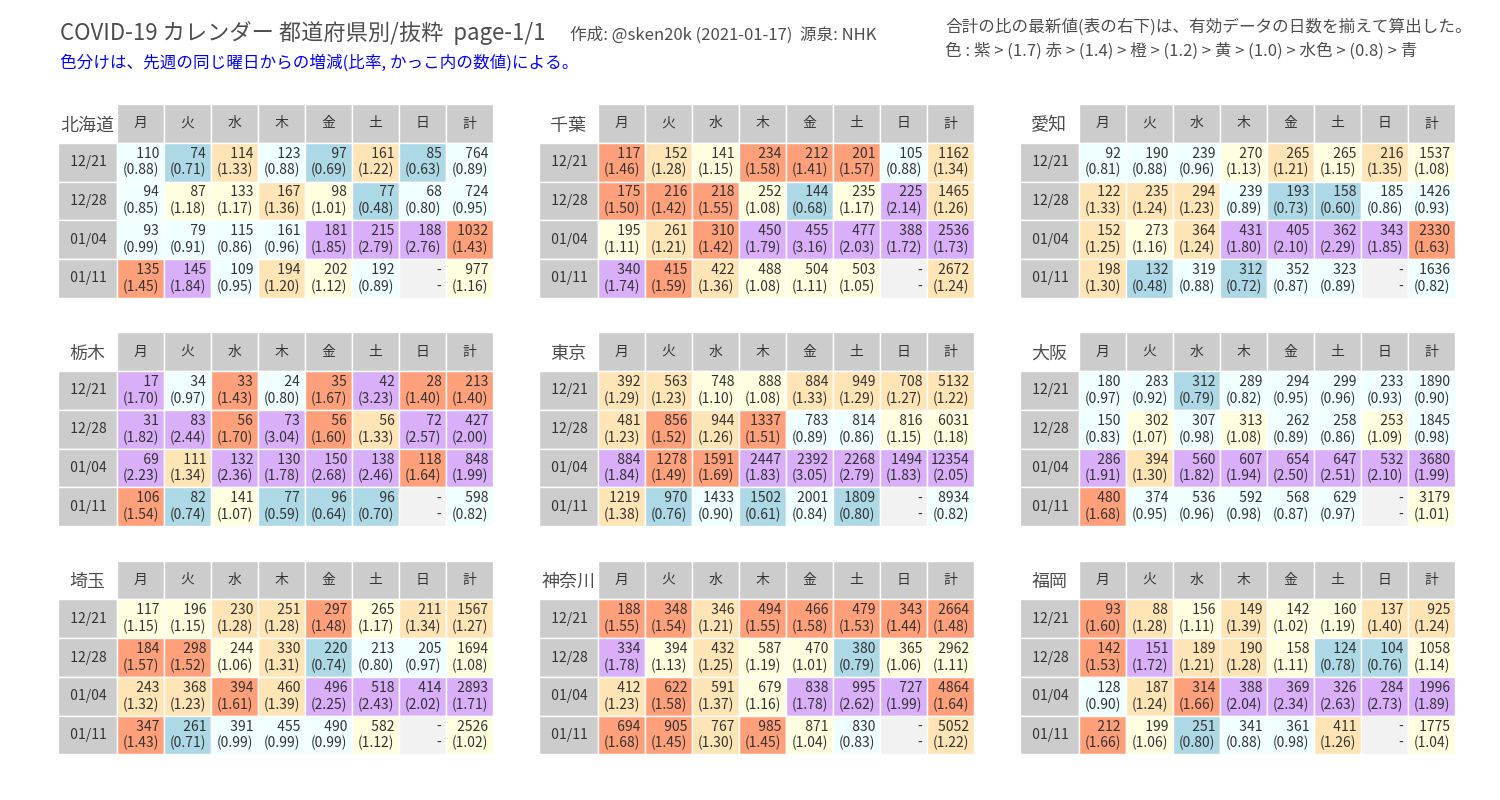 COVID-19 カレンダー 都道府県別/抜粋 page-1/1 作成: @sken20k (2021-01-17) 源泉: NHK
色分けは、先週の同じ曜日からの増減(比率, かっこ内の数値)による。
合計の比の最新値(表の右下)は、有効データの日数を揃えて算出した。
色 : 紫 > (1.7) 赤 > (1.4) > 橙 > (1.2) > 黄 > (1.0) > 水色 > (0.8) > 青
北海道 月 火 水 木 金 土 日 計
12/21 110 74 114 123 97 161 85 764
(0.88) (0.71) (1.33) (0.88) (0.69) (1.22) (0.63) (0.89)
12/28 94 87 133 167 98 77 68 724
(0.85) (1.18) (1.17) (1.36) (1.01) (0.48) (0.80) (0.95)
01/04 93 79 115 161 181 215 188 1032
(0.99) (0.91) (0.86) (0.96) (1.85) (2.79) (2.76) (1.43)
01/11 135 145 109 194 202 192 - 977
(1.45) (1.84) (0.95) (1.20) (1.12) (0.89) - (1.16)
千葉 月 火 水 木 金 土 日 計
12/21 117 152 141 234 212 201 105 1162
(1.46) (1.28) (1.15) (1.58) (1.41) (1.57) (0.88) (1.34)
12/28 175 216 218 252 144 235 225 1465
(1.50) (1.42) (1.55) (1.08) (0.68) (1.17) (2.14) (1.26)
01/04 195 261 310 450 455 477 388 2536
(1.11) (1.21) (1.42) (1.79) (3.16) (2.03) (1.72) (1.73)
01/11 340 415 422 488 504 503 - 2672
(1.74) (1.59) (1.36) (1.08) (1.11) (1.05) - (1.24)
愛知 月 火 水 木 金 土 日 計
12/21 92 190 239 270 265 265 216 1537
(0.81) (0.88) (0.96) (1.13) (1.21) (1.15) (1.35) (1.08)
12/28 122 235 294 239 193 158 185 1426
(1.33) (1.24) (1.23) (0.89) (0.73) (0.60) (0.86) (0.93)
01/04 152 273 364 431 405 362 343 2330
(1.25) (1.16) (1.24) (1.80) (2.10) (2.29) (1.85) (1.63)
01/11 198 132 319 312 352 323 - 1636
(1.30) (0.48) (0.88) (0.72) (0.87) (0.89) - (0.82)
栃木 月 火 水 木 金 土 日 計
12/21 17 34 33 24 35 42 28 213
(1.70) (0.97) (1.43) (0.80) (1.67) (3.23) (1.40) (1.40)
12/28 31 83 56 73 56 56 72 427
(1.82) (2.44) (1.70) (3.04) (1.60) (1.33) (2.57) (2.00)
01/04 69 111 132 130 150 138 118 848
(2.23) (1.34) (2.36) (1.78) (2.68) (2.46) (1.64) (1.99)
01/11 106 82 141 77 96 96 - 598
(1.54) (0.74) (1.07) (0.59) (0.64) (0.70) - (0.82)
東京 月 火 水 木 金 土 日 計
12/21 392 563 748 888 884 949 708 5132
(1.29) (1.23) (1.10) (1.08) (1.33) (1.29) (1.27) (1.22)
12/28 481 856 944 1337 783 814 816 6031
(1.23) (1.52) (1.26) (1.51) (0.89) (0.86) (1.15) (1.18)
01/04 884 1278 1591 2447 2392 2268 1494 12354
(1.84) (1.49) (1.69) (1.83) (3.05) (2.79) (1.83) (2.05)
01/11 1219 970 1433 1502 2001 1809 - 8934
(1.38) (0.76) (0.90) (0.61) (0.84) (0.80) - (0.82)
大阪 月 火 水 木 金 土 日 計
12/21 180 283 312 289 294 299 233 1890
(0.97) (0.92) (0.79) (0.82) (0.95) (0.96) (0.93) (0.90)
12/28 150 302 307 313 262 258 253 1845
(0.83) (1.07) (0.98) (1.08) (0.89) (0.86) (1.09) (0.98)
01/04 286 394 560 607 654 647 532 3680
(1.91) (1.30) (1.82) (1.94) (2.50) (2.51) (2.10) (1.99)
01/11 480 374 536 592 568 629 - 3179
(1.68) (0.95) (0.96) (0.98) (0.87) (0.97) - (1.01)
埼玉 月 火 水 木 金 土 日 計
12/21 117 196 230 251 297 265 211 1567
(1.15) (1.15) (1.28) (1.28) (1.48) (1.17) (1.34) (1.27)
12/28 184 298 244 330 220 213 205 1694
(1.57) (1.52) (1.06) (1.31) (0.74) (0.80) (0.97) (1.08)
01/04 243 368 394 460 496 518 414 2893
(1.32) (1.23) (1.61) (1.39) (2.25) (2.43) (2.02) (1.71)
01/11 347 261 391 455 490 582 - 2526
(1.43) (0.71) (0.99) (0.99) (0.99) (1.12) - (1.02)
神奈川 月 火 水 木 金 土 日 計
12/21 188 348 346 494 466 479 343 2664
(1.55) (1.54) (1.21) (1.55) (1.58) (1.53) (1.44) (1.48)
12/28 334 394 432 587 470 380 365 2962
(1.78) (1.13) (1.25) (1.19) (1.01) (0.79) (1.06) (1.11)
01/04 412 622 591 679 838 995 727 4864
(1.23) (1.58) (1.37) (1.16) (1.78) (2.62) (1.99) (1.64)
01/11 694 905 767 985 871 830 - 5052
(1.68) (1.45) (1.30) (1.45) (1.04) (0.83) - (1.22)
福岡 月 火 水 木 金 土 日 計
12/21 93 88 156 149 142 160 137 925
(1.60) (1.28) (1.11) (1.39) (1.02) (1.19) (1.40) (1.24)
12/28 142 151 189 190 158 124 104 1058
(1.53) (1.72) (1.21) (1.28) (1.11) (0.78) (0.76) (1.14)
01/04 128 187 314 388 369 326 284 1996
(0.90) (1.24) (1.66) (2.04) (2.34) (2.63) (2.73) (1.89)
01/11 212 199 251 341 361 411 - 1775
(1.66) (1.06) (0.80) (0.88) (0.98) (1.26) - (1.04)